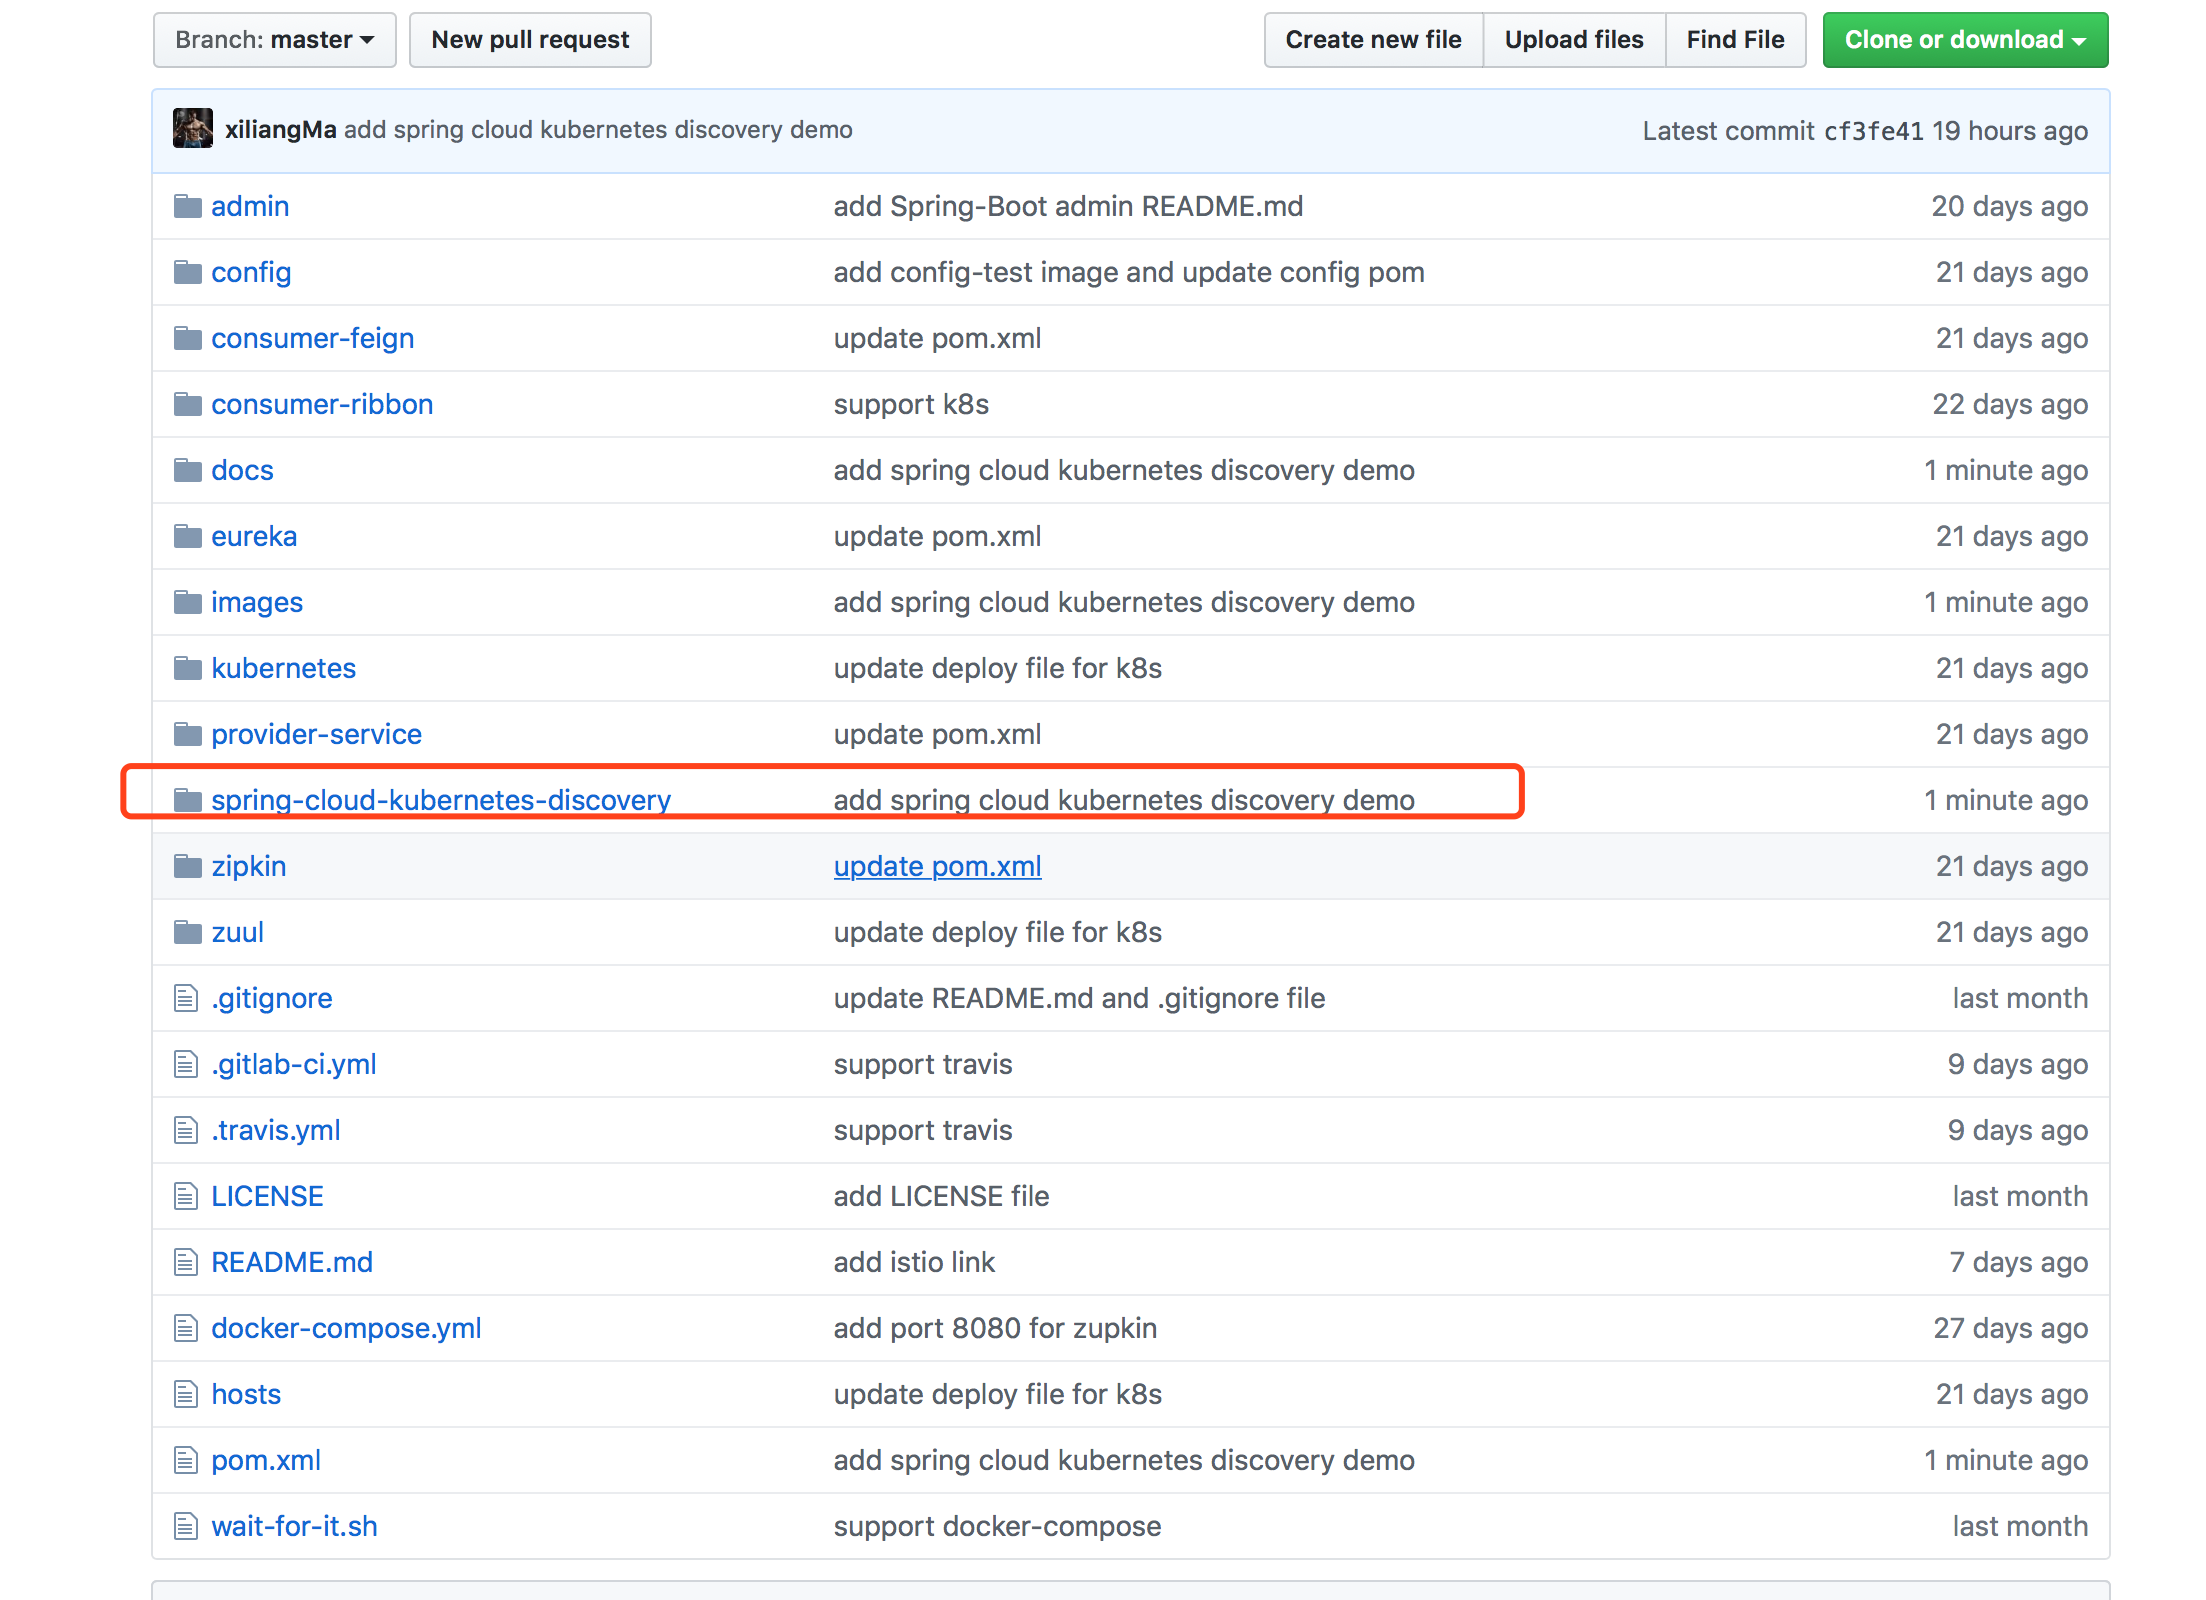 Branch: master New pull request Create new file Upload files Find File Clone or download
xiliangMa add spring cloud kubernetes discovery demo Latest commit cf3fe41 19 hours ago
admin add Spring-Boot admin README.md 20 days ago
config add config-test image and update config pom 21 days ago
consumer-feign update pom.xml 21 days ago
consumer-ribbon support k8s 22 days ago
docs add spring cloud kubernetes discovery demo 1 minute ago
eureka update pom.xml 21 days ago
images add spring cloud kubernetes discovery demo 1 minute ago
kubernetes update deploy file for k8s 21 days ago
provider-service update pom.xml 21 days ago
spring-cloud-kubernetes-discovery add spring cloud kubernetes discovery demo 1 minute ago
zipkin update pom.xml 21 days ago
zuul update deploy file for k8s 21 days ago
.gitignore update README.md and .gitignore file last month
.gitlab-ci.yml support travis 9 days ago
.travis.yml support travis 9 days ago
LICENSE add LICENSE file last month
README.md add istio link 7 days ago
docker-compose.yml add port 8080 for zupkin 27 days ago
hosts update deploy file for k8s 21 days ago
pom.xml add spring cloud kubernetes discovery demo 1 minute ago
wait-for-it.sh support docker-compose last month